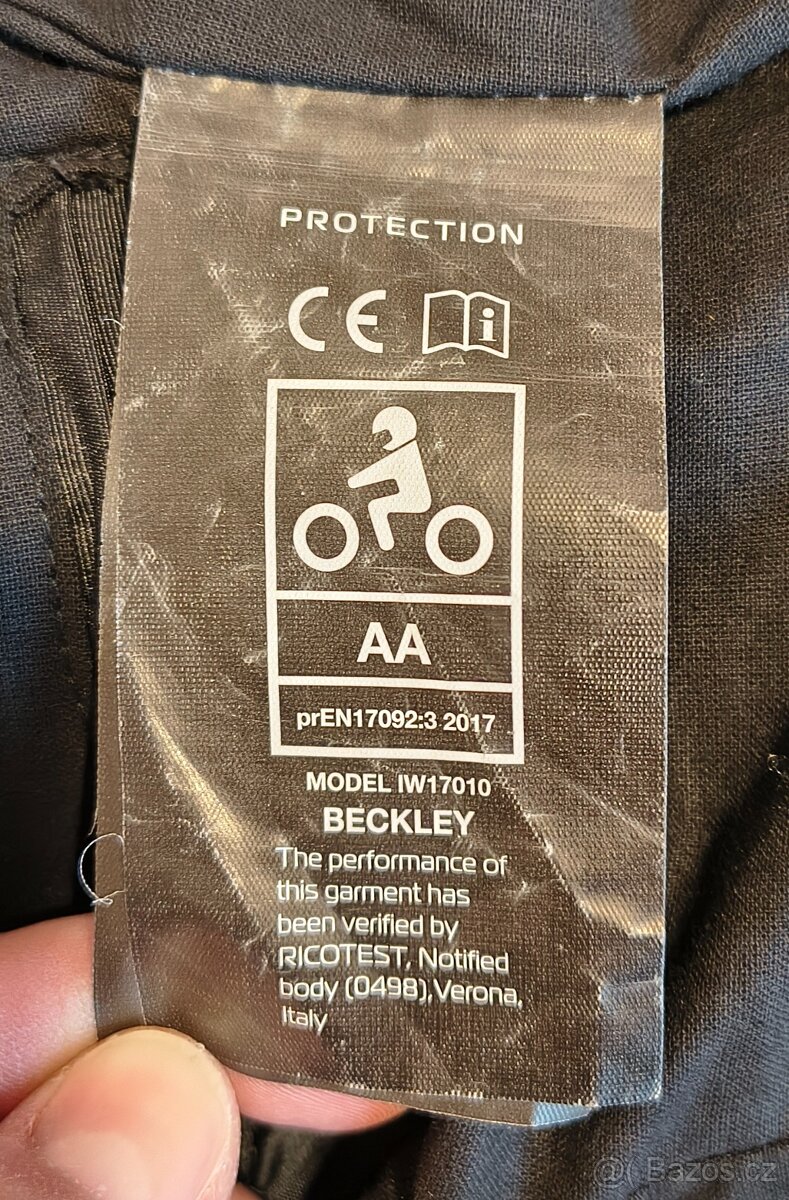 PROTECTION
CE i
AA
prEN17092:3 2017
MODEL IW17010
BECKLEY
The performance of
this garment has
been verified by
RICOTEST, Notified
body (0498),Verona,
Italy
@( Bazos.cz